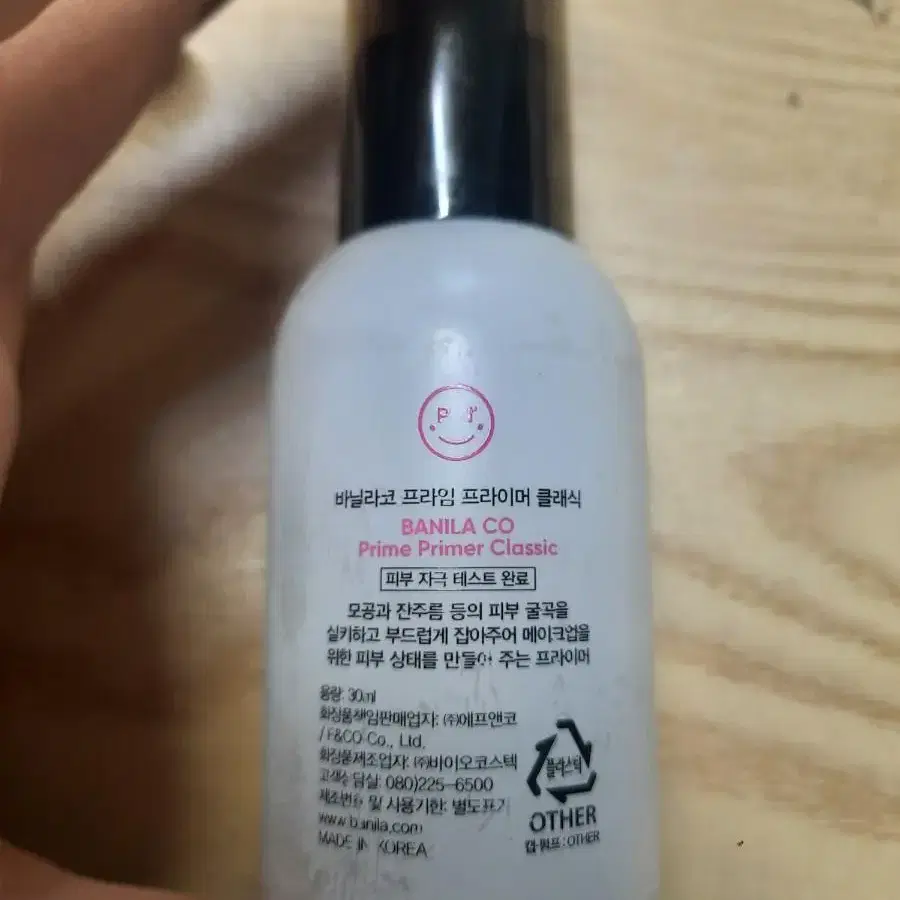 바닐라코 프라임 프라이머 클래식
BANILA CO
Prime Primer Classic
피부 자극 테스트 완료
모공과 잔주름 등의 피부 굴곡을
실키하고 부드럽게 잡아주어 메이크업을
위한 피부 상태를 만들어 주는 프라이머
용량: 30ml
화장품책임판매업자: ㈜에프앤코
/ F&CO Co., Ltd.
화장품제조업자: ㈜바이오코스텍
고객상담실: 080)225-6500
제조번호 및 사용기한: 별도표기
www.banila.com
MADE IN KOREA
플라스틱
OTHER
캡·펌프: OTHER